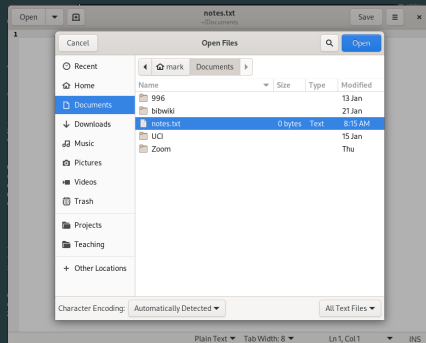 Open
notes.txt
~/Documents
Save
1
Cancel
Open Files
Open
Recent
Home
Documents
Downloads
Music
Pictures
Videos
Trash
Projects
Teaching
+ Other Locations
mark Documents
Name Size Type Modified
996 13 Jan
bibwiki 21 Jan
notes.txt 0 bytes Text 8:15 AM
UCI 15 Jan
Zoom Thu
Character Encoding: Automatically Detected All Text Files
Plain Text Tab Width: 8 Ln 1, Col 1 INS